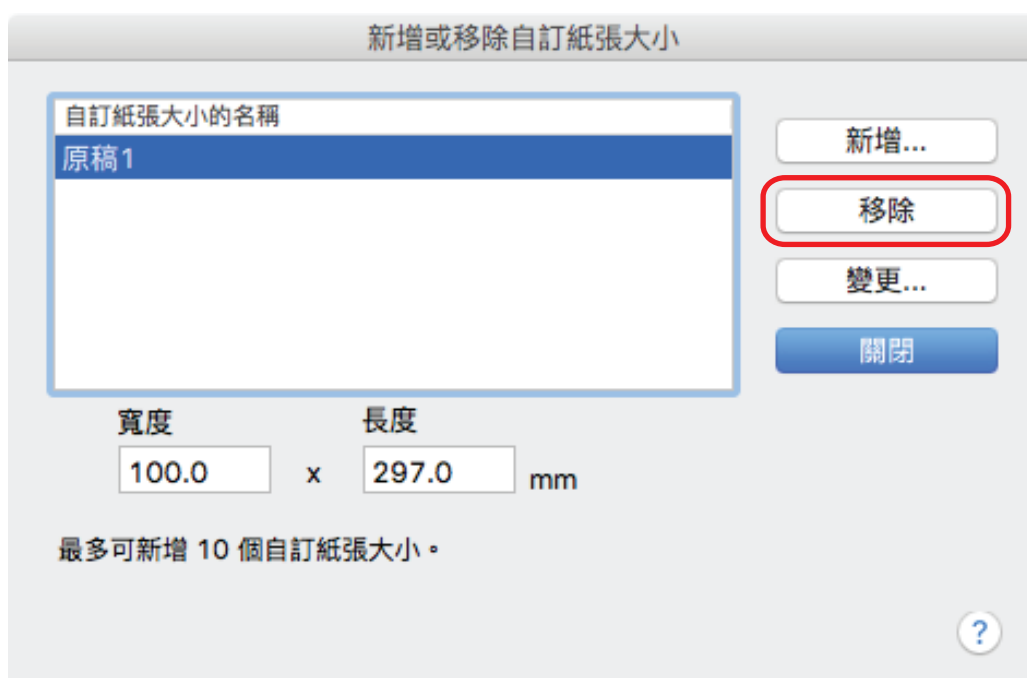 新增或移除自訂紙張大小
自訂紙張大小的名稱
原稿1
新增...
移除
變更...
關閉
寬度 長度
100.0 x 297.0 mm
最多可新增 10 個自訂紙張大小。
?